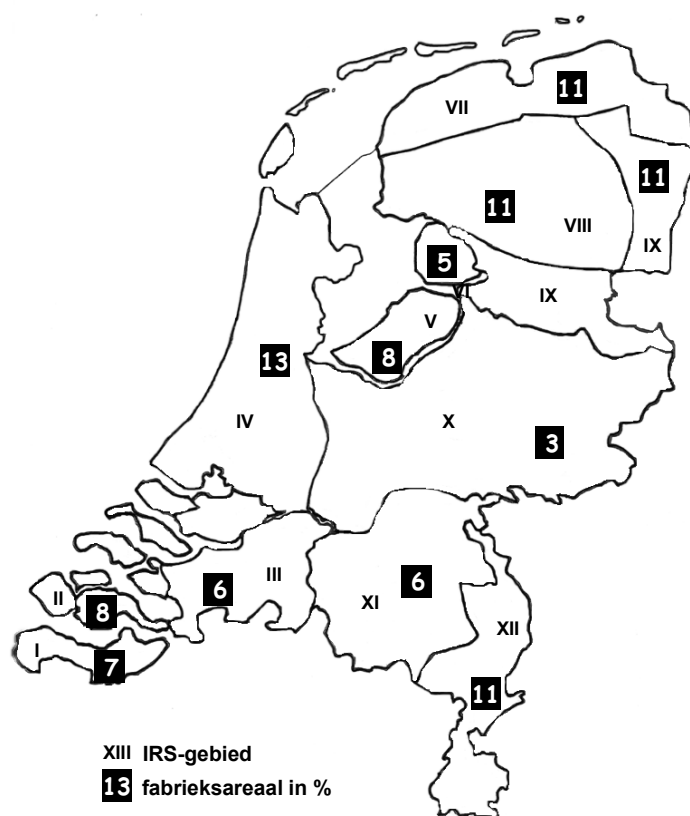 11
VII
11
11
VIII
IX
5
VI
IX
V
8
13
IV
X
3
III
6
6
XI
II
8
XII
I
7
11
XIII IRS-gebied
13 fabrieksareaal in %